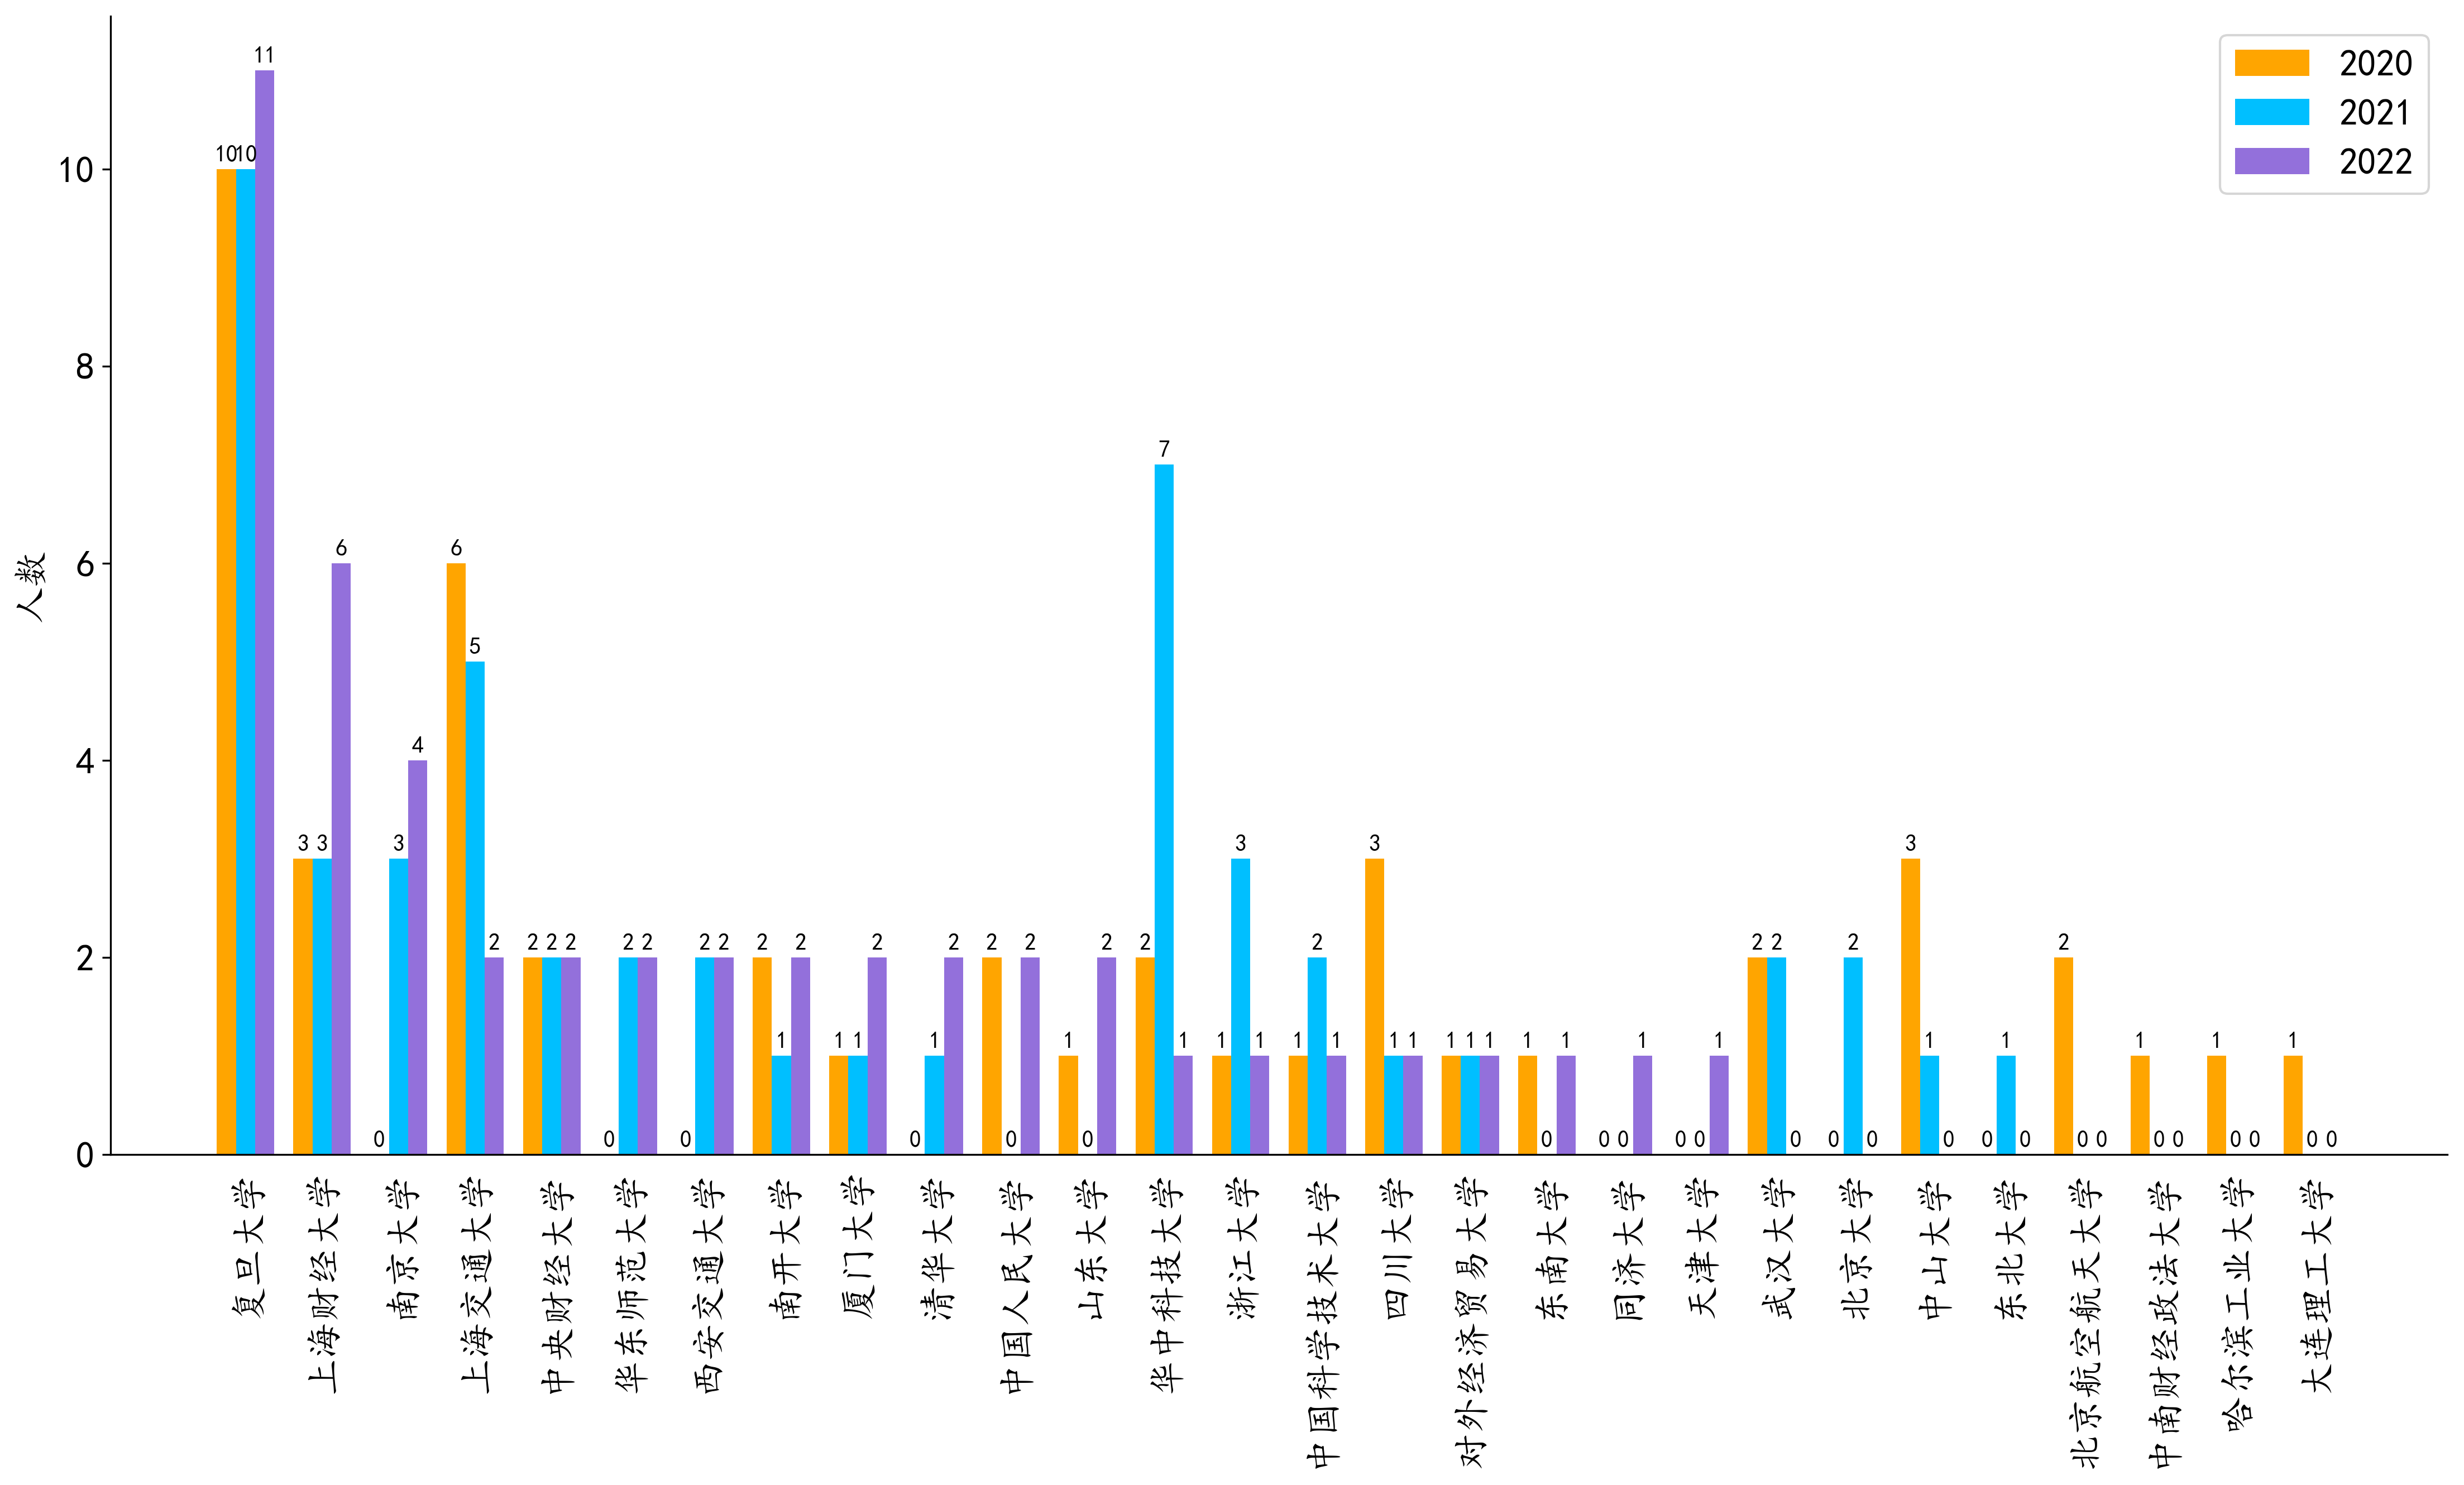 2020
2021
2022
人数
10
8
6
4
2
0
10 10 11
3 3 6
0 3 4
6 5 2
2 2 2
0 2 2
0 2 2
2 1 2
1 1 2
0 1 2
2 0 2
1 0 2
2 7 1
1 3 1
1 2 1
3 1 1
1 1 1
1 0 1
0 0 1
0 0 1
2 2 0
0 2 0
3 1 0
0 1 0
2 0 0
1 0 0
1 0 0
1 0 0
复旦大学
上海财经大学
南京大学
上海交通大学
中央财经大学
华东师范大学
西安交通大学
南开大学
厦门大学
清华大学
中国人民大学
山东大学
华中科技大学
浙江大学
中国科学技术大学
四川大学
对外经济贸易大学
东南大学
同济大学
天津大学
武汉大学
北京大学
中山大学
东北大学
北京航空航天大学
中南财经政法大学
哈尔滨工业大学
大连理工大学